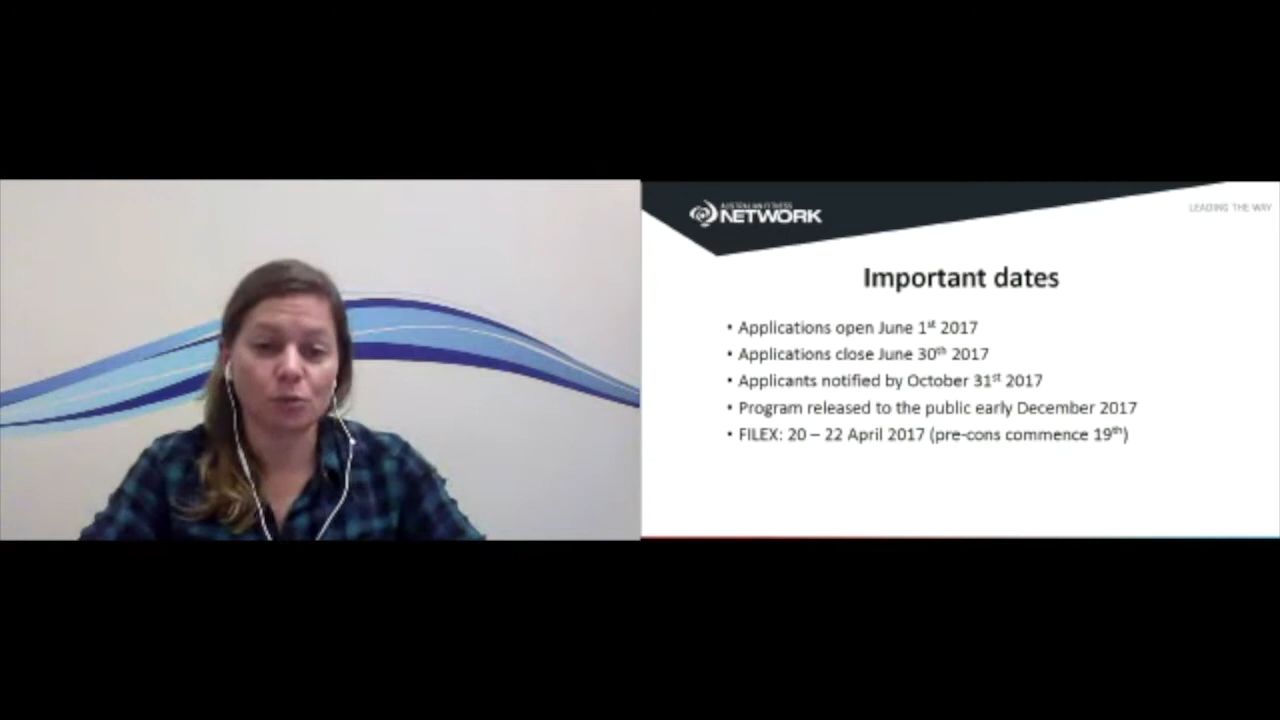 AUSTRALIAN FITNESS
NETWORK
LEADING THE WAY
Important dates
• Applications open June 1st 2017
• Applications close June 30th 2017
• Applicants notified by October 31st 2017
• Program released to the public early December 2017
• FILEX: 20 – 22 April 2017 (pre-cons commence 19th)